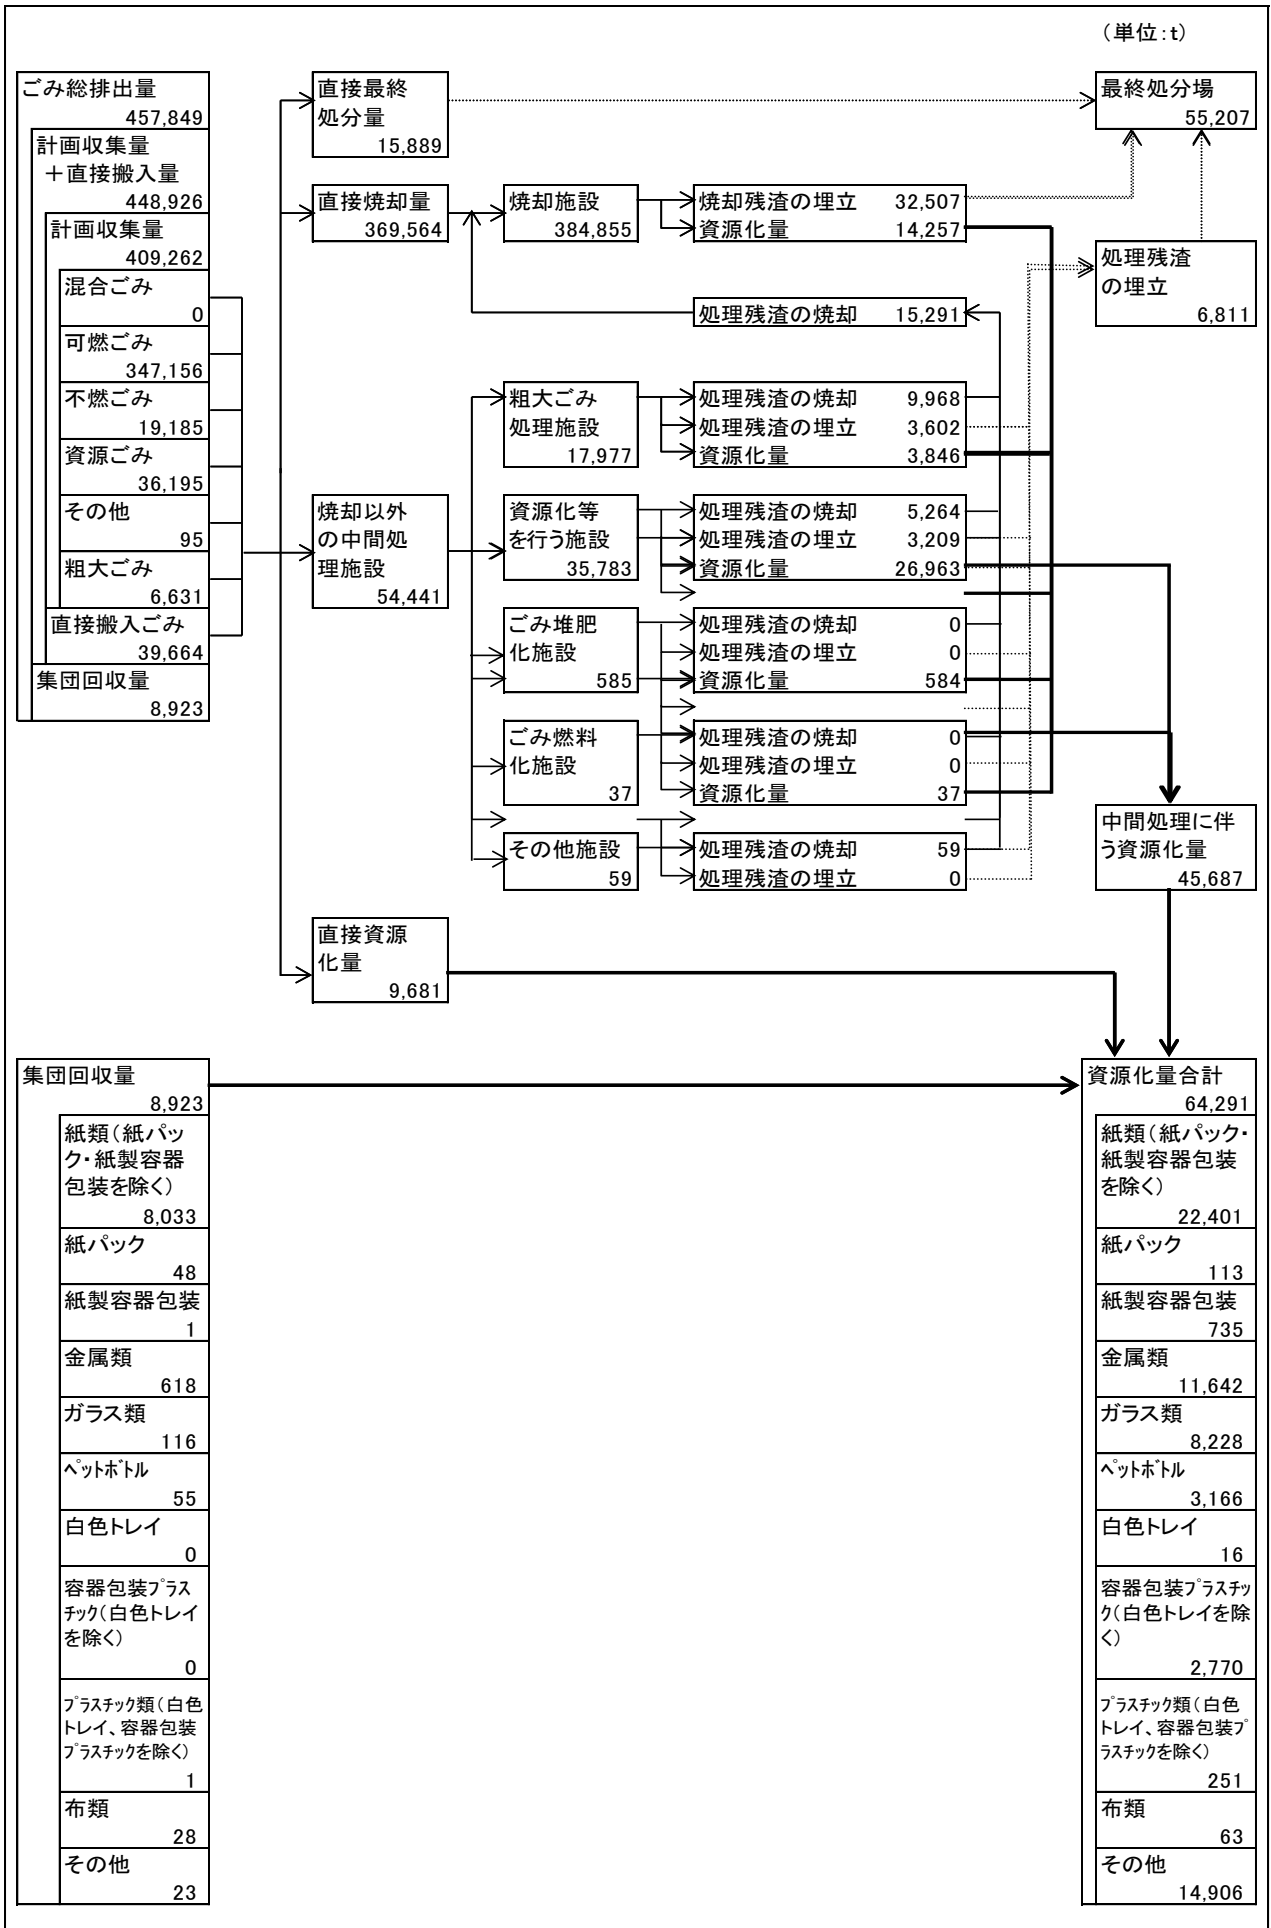 （単位：t）
ごみ総排出量
457,849
計画収集量
＋直接搬入量
448,926
計画収集量
409,262
混合ごみ
0
可燃ごみ
347,156
不燃ごみ
19,185
資源ごみ
36,195
その他
95
粗大ごみ
6,631
直接搬入ごみ
39,664
集団回収量
8,923
直接最終
処分量
15,889
直接焼却量
369,564
焼却以外
の中間処
理施設
54,441
直接資源
化量
9,681
焼却施設
384,855
粗大ごみ
処理施設
17,977
資源化等
を行う施設
35,783
ごみ堆肥
化施設
585
ごみ燃料
化施設
37
その他施設
59
焼却残渣の埋立 32,507
資源化量 14,257
処理残渣の焼却 15,291
処理残渣の焼却 9,968
処理残渣の埋立 3,602
資源化量 3,846
処理残渣の焼却 5,264
処理残渣の埋立 3,209
資源化量 26,963
処理残渣の焼却 0
処理残渣の埋立 0
資源化量 584
処理残渣の焼却 0
処理残渣の埋立 0
資源化量 37
処理残渣の焼却 59
処理残渣の埋立 0
最終処分場
55,207
処理残渣
の埋立
6,811
中間処理に伴
う資源化量
45,687
集団回収量
8,923
紙類（紙パッ
ク・紙製容器
包装を除く）
8,033
紙パック
48
紙製容器包装
1
金属類
618
ガラス類
116
ﾍﾟｯﾄﾎﾞﾄﾙ
55
白色トレイ
0
容器包装ﾌﾟﾗｽ
ﾁｯｸ（白色トレイ
を除く）
0
ﾌﾟﾗｽﾁｯｸ類（白色
トレイ、容器包装
ﾌﾟﾗｽﾁｯｸを除く）
1
布類
28
その他
23
資源化量合計
64,291
紙類（紙パック・
紙製容器包装
を除く）
22,401
紙パック
113
紙製容器包装
735
金属類
11,642
ガラス類
8,228
ﾍﾟｯﾄﾎﾞﾄﾙ
3,166
白色トレイ
16
容器包装ﾌﾟﾗｽﾁｯ
ｸ（白色トレイを除
く）
2,770
ﾌﾟﾗｽﾁｯｸ類（白色
トレイ、容器包装ﾌﾟ
ﾗｽﾁｯｸを除く）
251
布類
63
その他
14,906